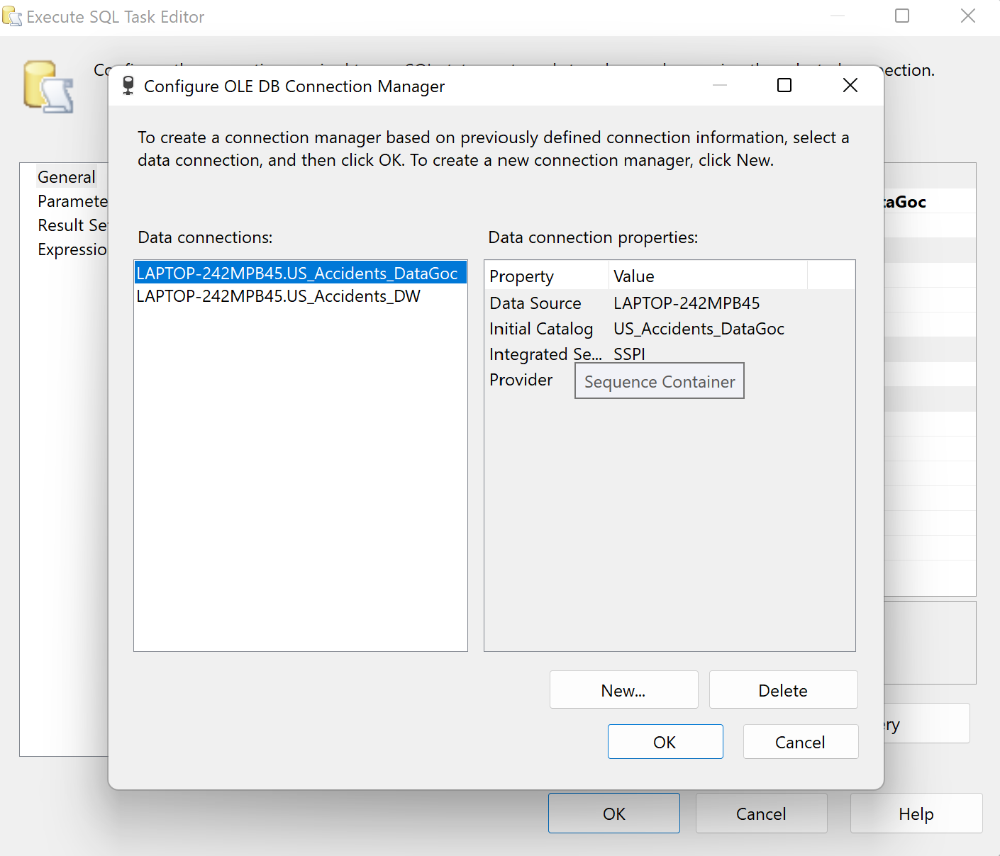 Execute SQL Task Editor
ection.
Configure OLE DB Connection Manager
To create a connection manager based on previously defined connection information, select a
data connection, and then click OK. To create a new connection manager, click New.
General
Paramete
Result Se
Expressio
taGoc
Data connections:
LAPTOP-242MPB45.US_Accidents_DataGoc
LAPTOP-242MPB45.US_Accidents_DW
Data connection properties:
Property Value
Data Source LAPTOP-242MPB45
Initial Catalog US_Accidents_DataGoc
Integrated Se... SSPI
Provider
Sequence Container
New... Delete
ery
OK Cancel
OK Cancel Help